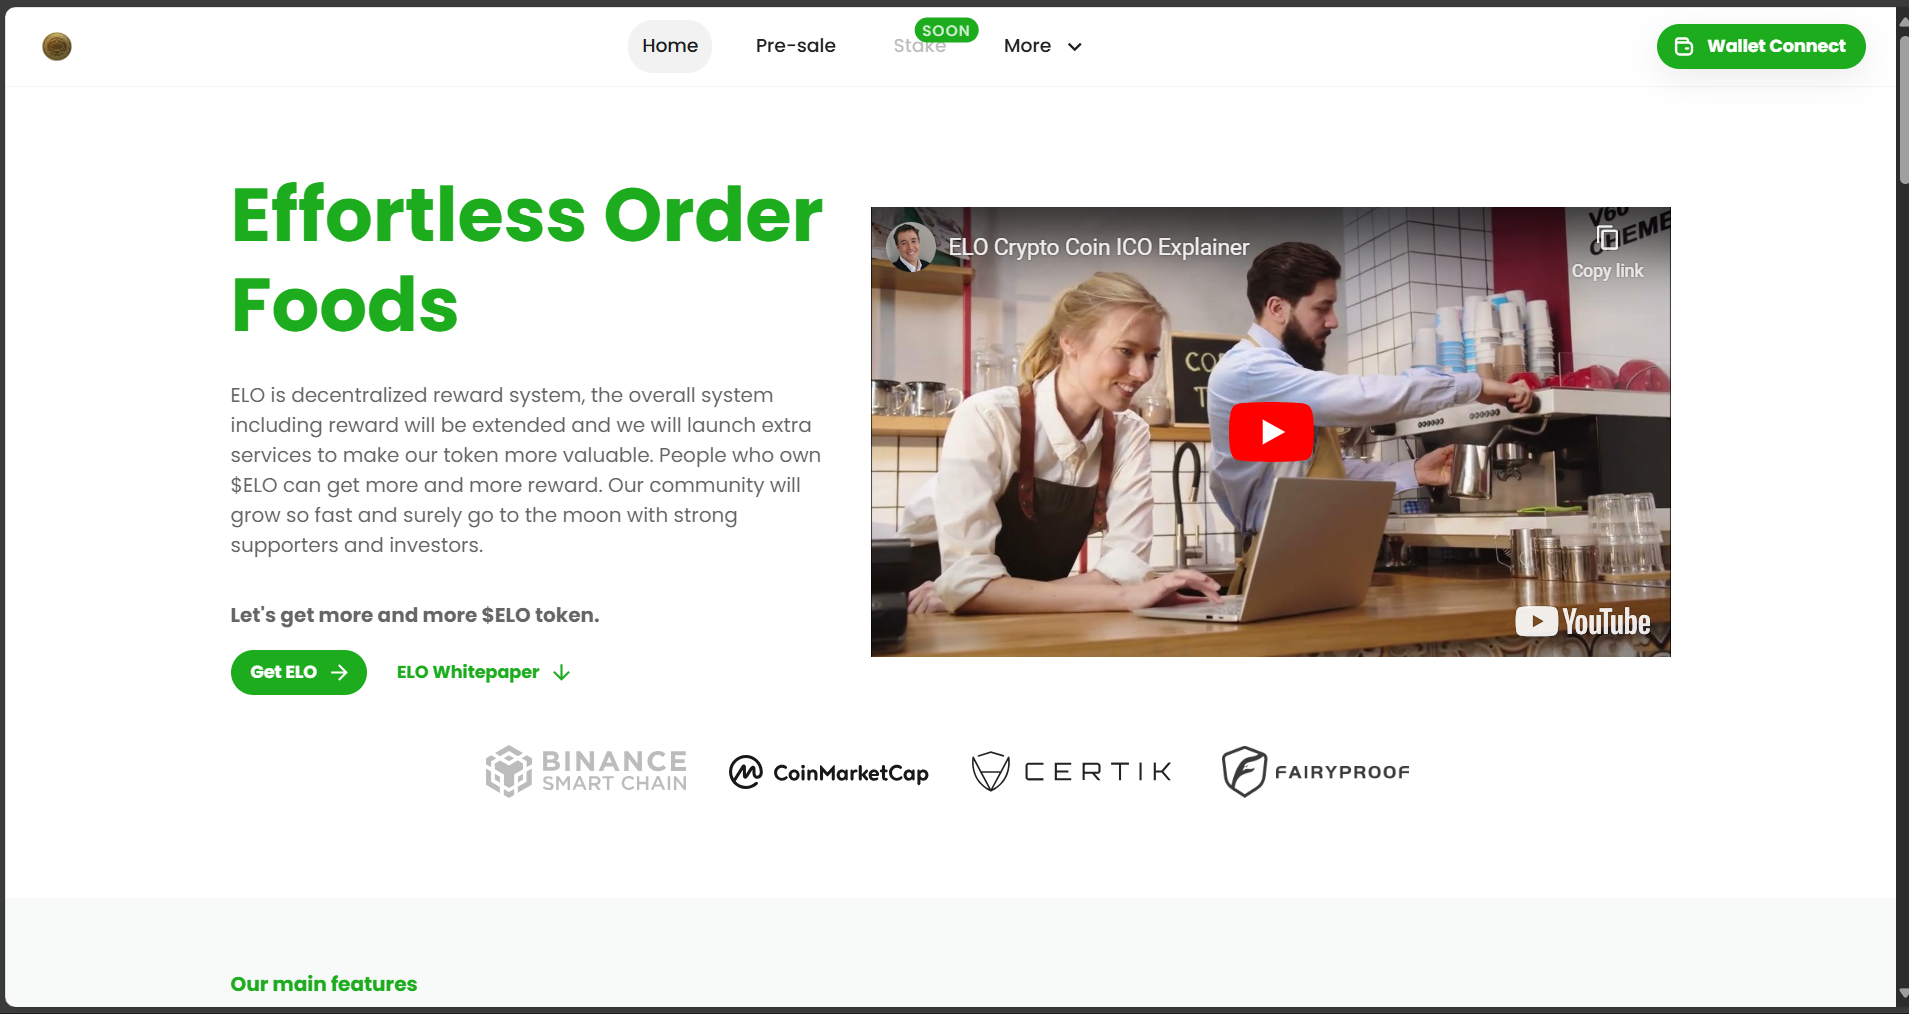 Home
Pre-sale
Stake
SOON
More
Wallet Connect
Effortless Order
Foods
ELO is decentralized reward system, the overall system
including reward will be extended and we will launch extra
services to make our token more valuable. People who own
$ELO can get more and more reward. Our community will
grow so fast and surely go to the moon with strong
supporters and investors.
Let's get more and more $ELO token.
Get ELO
ELO Whitepaper
ELO Crypto Coin ICO Explainer
Copy link
V60
CHEME
YouTube
BINANCE
SMART CHAIN
CoinMarketCap
CERTIK
FAIRYPROOF
Our main features